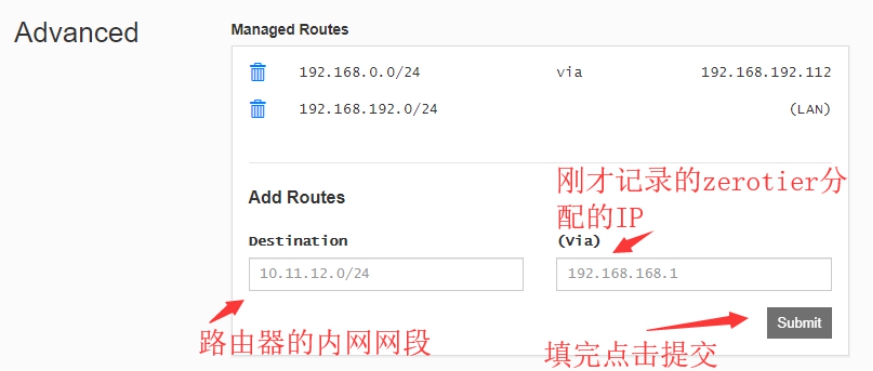 Advanced
Managed Routes
192.168.0.0/24 via 192.168.192.112
192.168.192.0/24 (LAN)
Add Routes
刚才记录的zerotier分
配的IP
Destination (Via)
10.11.12.0/24 192.168.168.1
Submit
路由器的内网网段
填完点击提交